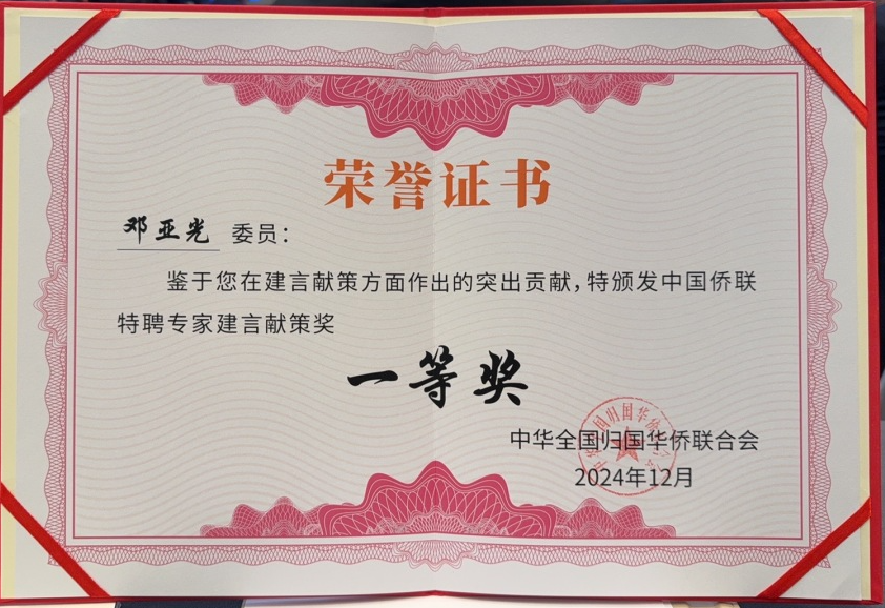 荣誉证书
邓亚光 委员：
鉴于您在建言献策方面作出的突出贡献，特颁发中国侨联
特聘专家建言献策奖
一等奖
中华全国归国华侨联合会
2024年12月